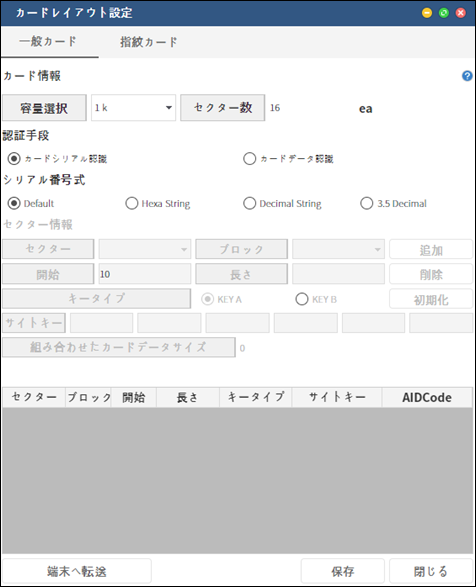 カードレイアウト設定
一般カード 指紋カード
カード情報
容量選択 1 k セクター数 16 ea
認証手段
カードシリアル認識 カードデータ認識
シリアル番号式
Default Hexa String Decimal String 3.5 Decimal
セクター情報
セクター ブロック 追加
開始 10 長さ 削除
キータイプ KEY A KEY B 初期化
サイトキー
組み合わせたカードデータサイズ 0
セクター ブロック 開始 長さ キータイプ サイトキー AIDCode
端末へ転送 保存 閉じる